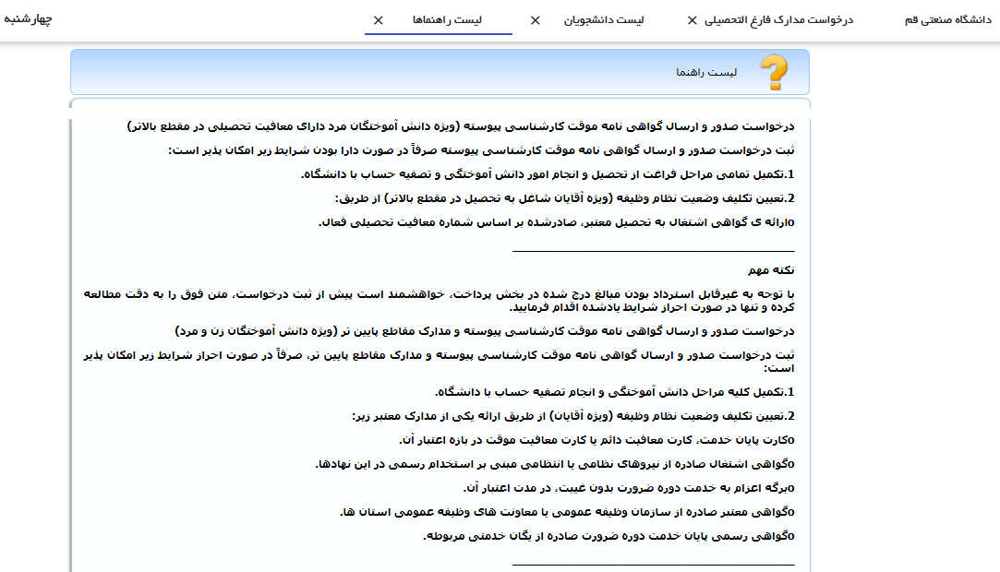 دانشگاه صنعتی قم
درخواست مدارک فارغ التحصیلی ×
لیست دانشجویان ×
لیست راهنماها ×
چهارشنبه
لیست راهنما
درخواست صدور و ارسال گواهی نامه موقت کارشناسی پیوسته (ویژه دانش آموختگان مرد دارای معافیت تحصیلی در مقطع بالاتر)
ثبت درخواست صدور و ارسال گواهی نامه موقت کارشناسی پیوسته صرفاً در صورت دارا بودن شرایط زیر امکان پذیر است:
1.تکمیل تمامی مراحل فراغت از تحصیل و انجام امور دانش آموختگی و تصفیه حساب با دانشگاه.
2.تعیین تکلیف وضعیت نظام وظیفه (ویژه آقایان شاغل به تحصیل در مقطع بالاتر) از طریق:
oارائه ی گواهی اشتغال به تحصیل معتبر، صادرشده بر اساس شماره معافیت تحصیلی فعال.
نکته مهم
با توجه به غیرقابل استرداد بودن مبالغ درج شده در بخش پرداخت، خواهشمند است پیش از ثبت درخواست، متن فوق را به دقت مطالعه
کرده و تنها در صورت احراز شرایط یادشده اقدام فرمایید.
درخواست صدور و ارسال گواهی نامه موقت کارشناسی پیوسته و مدارک مقاطع پایین تر (ویژه دانش آموختگان زن و مرد)
ثبت درخواست صدور و ارسال گواهی نامه موقت کارشناسی پیوسته و مدارک مقاطع پایین تر، صرفاً در صورت احراز شرایط زیر امکان پذیر
است:
1.تکمیل کلیه مراحل دانش آموختگی و انجام تصفیه حساب با دانشگاه.
2.تعیین تکلیف وضعیت نظام وظیفه (ویژه آقایان) از طریق ارائه یکی از مدارک معتبر زیر:
oکارت پایان خدمت، کارت معافیت دائم یا کارت معافیت موقت در بازه اعتبار آن.
oگواهی اشتغال صادره از نیروهای نظامی یا انتظامی مبنی بر استخدام رسمی در این نهادها.
oبرگه اعزام به خدمت دوره ضرورت بدون غیبت، در مدت اعتبار آن.
oگواهی معتبر صادره از سازمان وظیفه عمومی یا معاونت های وظیفه عمومی استان ها.
oگواهی رسمی پایان خدمت دوره ضرورت صادره از یگان خدمتی مربوطه.